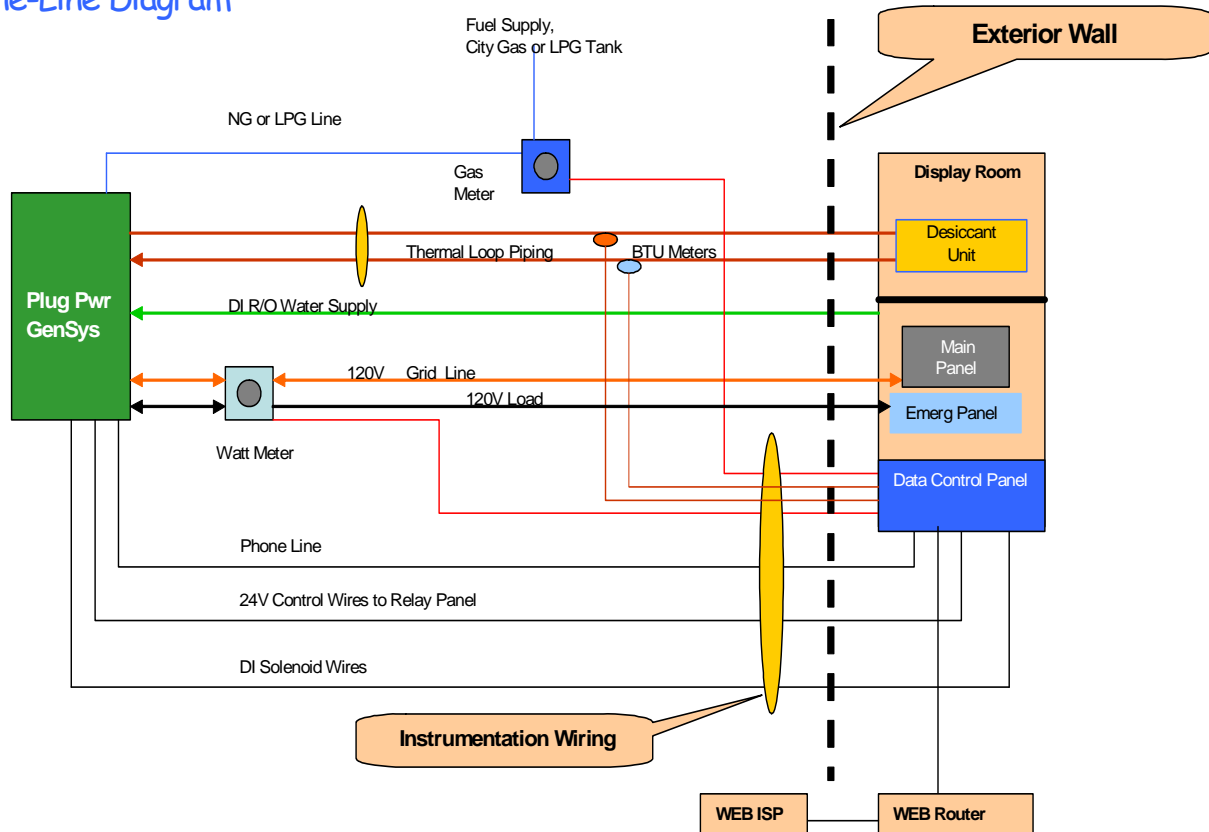 ne-Line Diagram
Fuel Supply,
City Gas or LPG Tank
Exterior Wall
NG or LPG Line
Gas
Meter
Display Room
Desiccant
Unit
Thermal Loop Piping
BTU Meters
Plug Pwr
GenSys
DI R/O Water Supply
Main
Panel
120V Grid Line
120V Load
Emerg Panel
Watt Meter
Data Control Panel
Phone Line
24V Control Wires to Relay Panel
DI Solenoid Wires
Instrumentation Wiring
WEB ISP
WEB Router